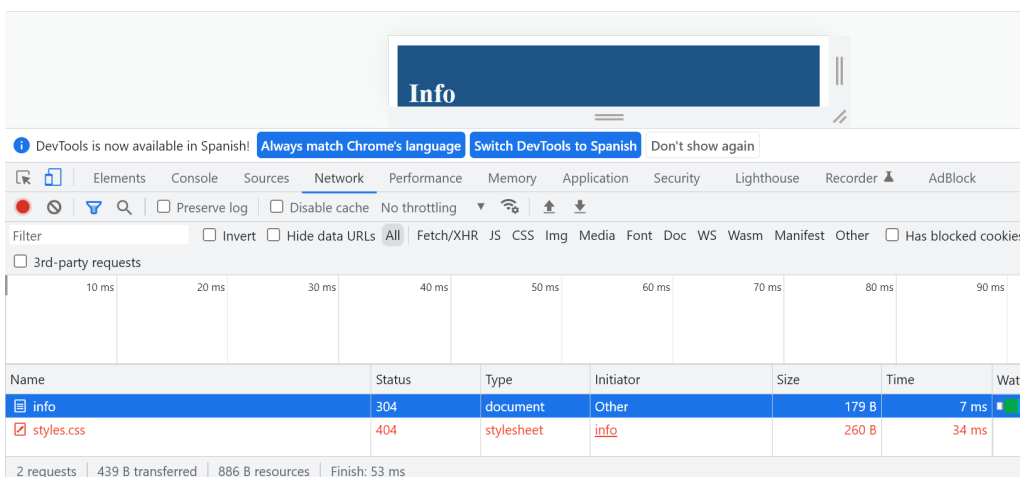 Info
DevTools is now available in Spanish! Always match Chrome's language Switch DevTools to Spanish Don't show again
Elements Console Sources Network Performance Memory Application Security Lighthouse Recorder AdBlock
Preserve log Disable cache No throttling
Filter Invert Hide data URLs All Fetch/XHR JS CSS Img Media Font Doc WS Wasm Manifest Other Has blocked cookies
3rd-party requests
10 ms 20 ms 30 ms 40 ms 50 ms 60 ms 70 ms 80 ms 90 ms
Name Status Type Initiator Size Time Wat
info 304 document Other 179 B 7 ms
styles.css 404 stylesheet info 260 B 34 ms
2 requests 439 B transferred 886 B resources Finish: 53 ms